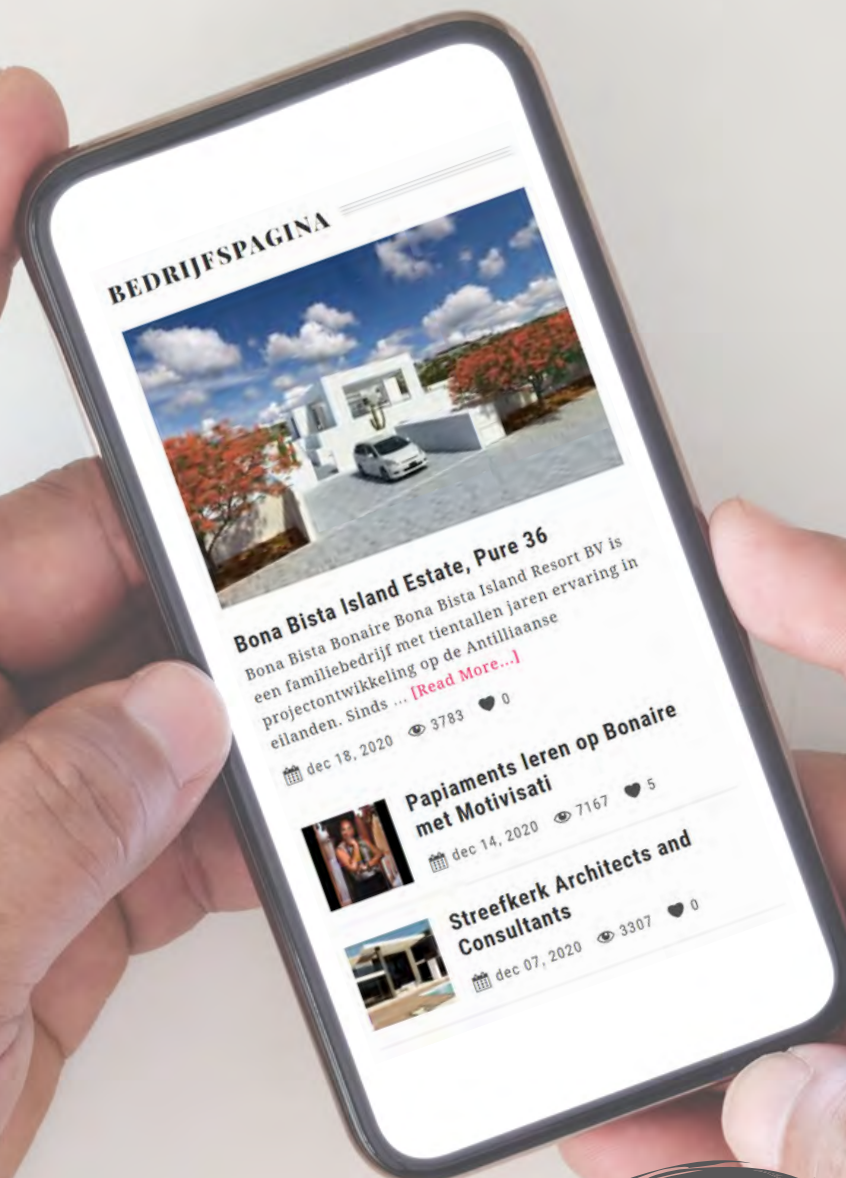 BEDRIJFSPAGINA
Bona Bista Island Estate, Pure 36
Bona Bista Bonaire Bona Bista Island Resort BV is
een familiebedrijf met tientallen jaren ervaring in
projectontwikkeling op de Antilliaanse
eilanden. Sinds ... [Read More...]
dec 18, 2020 3783 0
Papiaments leren op Bonaire
met Motivisati
dec 14, 2020 7167 5
Streefkerk Architects and
Consultants
dec 07, 2020 3307 0